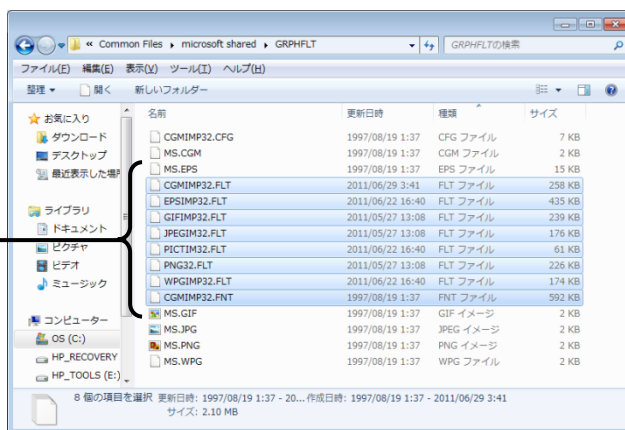 « Common Files ▸ microsoft shared ▸ GRPHFLT
GRPHFLTの検索
ファイル(F) 編集(E) 表示(V) ツール(T) ヘルプ(H)
整理 ▼ 開く 新しいフォルダー
お気に入り
ダウンロード
デスクトップ
最近表示した場所
ライブラリ
ドキュメント
ピクチャ
ビデオ
ミュージック
コンピューター
OS (C:)
HP_RECOVERY
HP_TOOLS (E:)
名前 更新日時 種類 サイズ
CGMIMP32.CFG 1997/08/19 1:37 CFG ファイル 7 KB
MS.CGM 1997/08/19 1:37 CGM ファイル 2 KB
MS.EPS 1997/08/19 1:37 EPS ファイル 15 KB
CGMIMP32.FLT 2011/06/29 3:41 FLT ファイル 258 KB
EPSIMP32.FLT 2011/06/22 16:40 FLT ファイル 435 KB
GIFIMP32.FLT 2011/05/27 13:08 FLT ファイル 239 KB
JPEGIM32.FLT 2011/05/27 13:08 FLT ファイル 176 KB
PICTIM32.FLT 2011/06/22 16:40 FLT ファイル 61 KB
PNG32.FLT 2011/05/27 13:08 FLT ファイル 226 KB
WPGIMP32.FLT 2011/06/22 16:40 FLT ファイル 174 KB
CGMIMP32.FNT 1997/08/19 1:37 FNT ファイル 592 KB
MS.GIF 1997/08/19 1:37 GIF イメージ 2 KB
MS.JPG 1997/08/19 1:37 JPEG イメージ 2 KB
MS.PNG 1997/08/19 1:37 PNG イメージ 2 KB
MS.WPG 1997/08/19 1:37 WPG ファイル 2 KB
8 個の項目を選択 更新日時: 1997/08/19 1:37 - 20... 作成日時: 1997/08/19 1:37 - 2011/06/29 3:41
サイズ: 2.10 MB